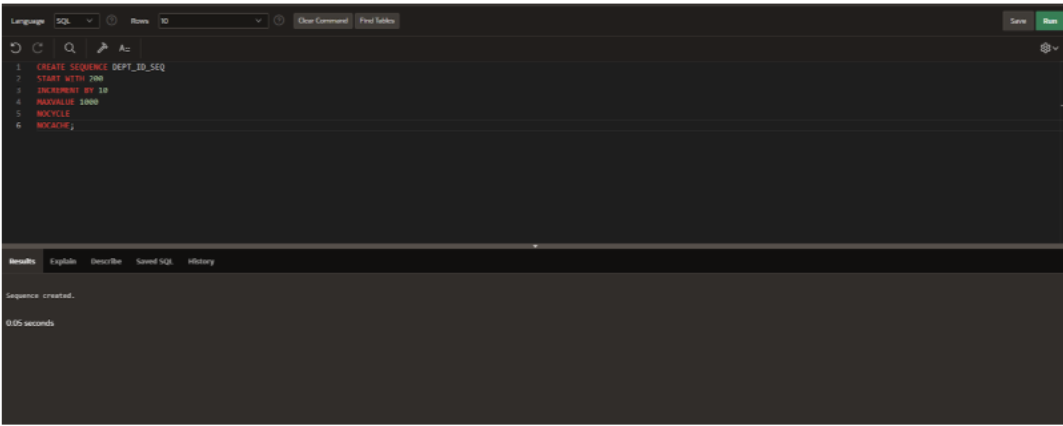 Language SQL Rows 10 Clear Command Find Tables Save Run
A
1 CREATE SEQUENCE DEPT_ID_SEQ
2 START WITH 200
3 INCREMENT BY 10
4 MAXVALUE 1000
5 NOCYCLE
6 NOCACHE;
Results Explain Describe Saved SQL History
Sequence created.
0.05 seconds